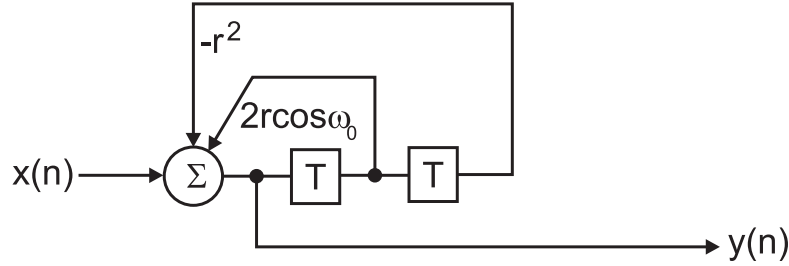 -r²
2rcosω₀
x(n)
Σ
T
T
y(n)